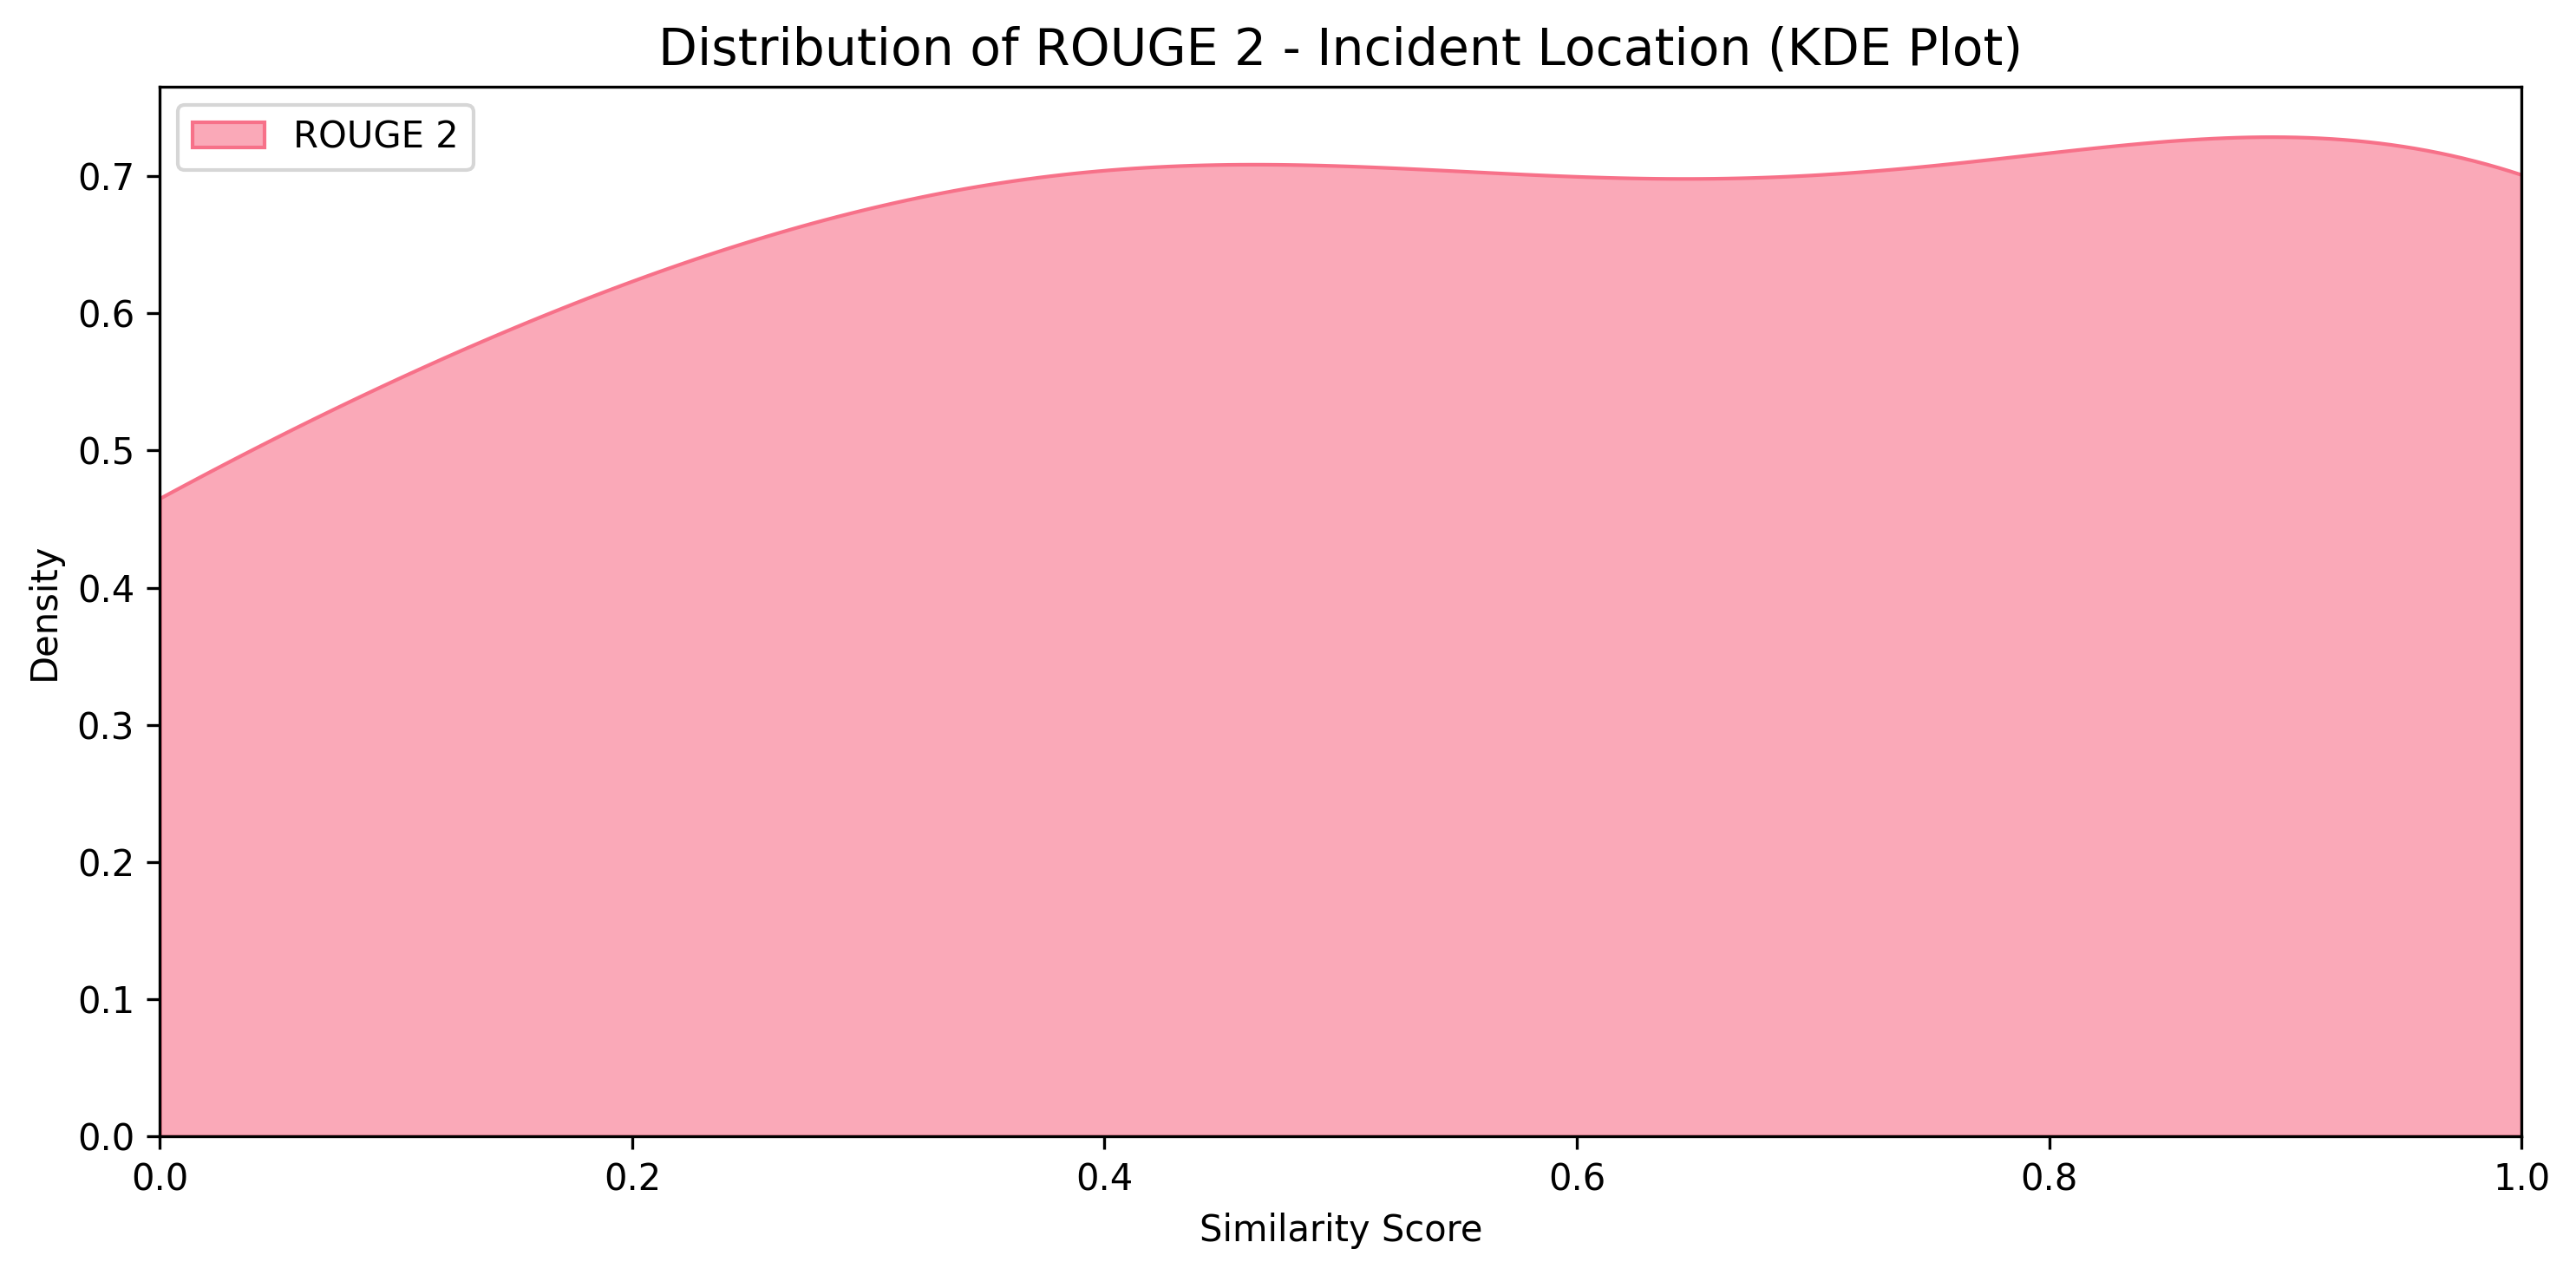 Distribution of ROUGE 2 - Incident Location (KDE Plot)
ROUGE 2
0.7
0.6
0.5
0.4
0.3
0.2
0.1
0.0
Density
0.0 0.2 0.4 0.6 0.8 1.0
Similarity Score